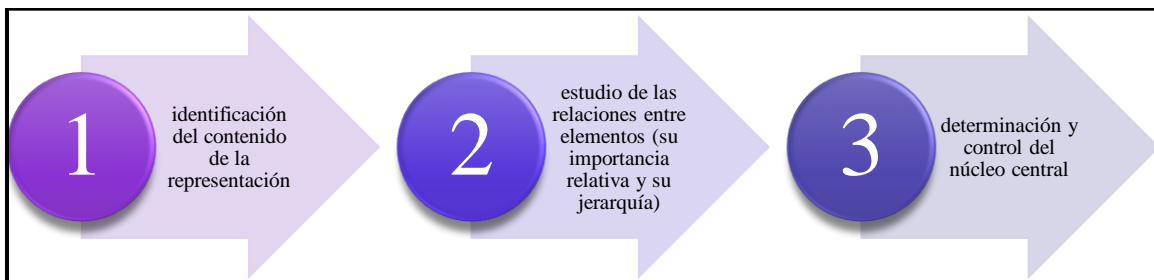 1
identificación
del contenido
de la
representación
2
estudio de las
relaciones entre
elementos (su
importancia
relativa y su
jerarquía)
3
determinación y
control del
núcleo central